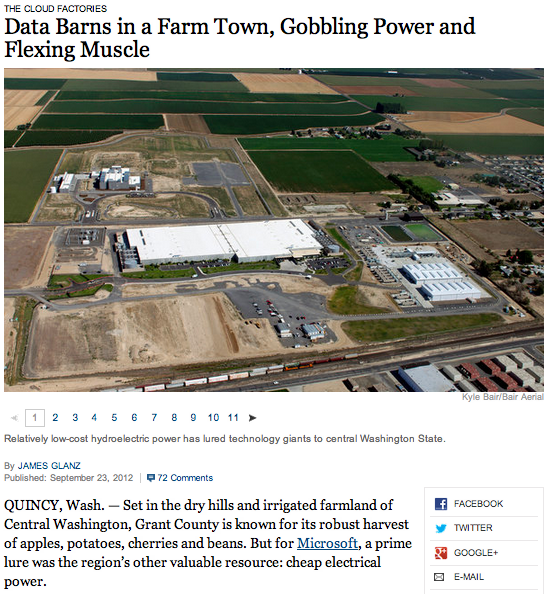 THE CLOUD FACTORIES
Data Barns in a Farm Town, Gobbling Power and
Flexing Muscle
Kyle Bair/Bair Aerial
1 2 3 4 5 6 7 8 9 10 11
Relatively low-cost hydroelectric power has lured technology giants to central Washington State.
By JAMES GLANZ
Published: September 23, 2012 | 72 Comments
QUINCY, Wash. — Set in the dry hills and irrigated farmland of
Central Washington, Grant County is known for its robust harvest
of apples, potatoes, cherries and beans. But for Microsoft, a prime
lure was the region’s other valuable resource: cheap electrical
power.
FACEBOOK
TWITTER
GOOGLE+
E-MAIL